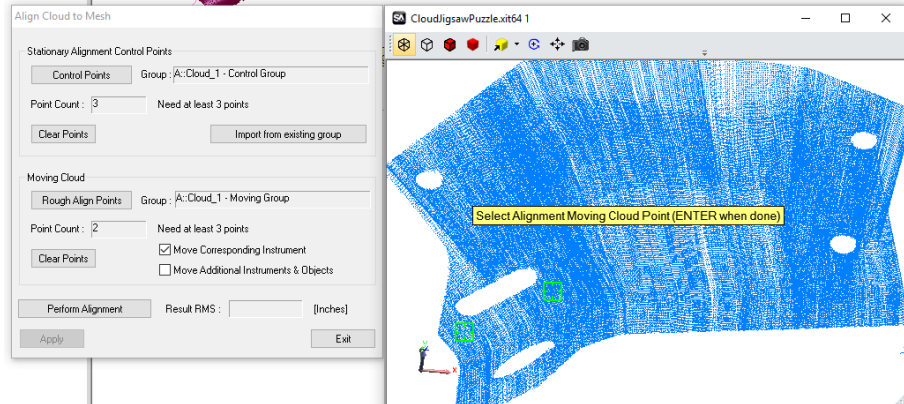 Align Cloud to Mesh
Stationary Alignment Control Points
Control Points Group : A::Cloud_1 - Control Group
Point Count : 3 Need at least 3 points
Clear Points Import from existing group
Moving Cloud
Rough Align Points Group : A::Cloud_1 - Moving Group
Point Count : 2 Need at least 3 points
Clear Points
Move Corresponding Instrument
Move Additional Instruments & Objects
Perform Alignment Result RMS : [Inches]
Apply Exit
SA CloudJigsawPuzzle.xit64 1
Select Alignment Moving Cloud Point (ENTER when done)
Y
X